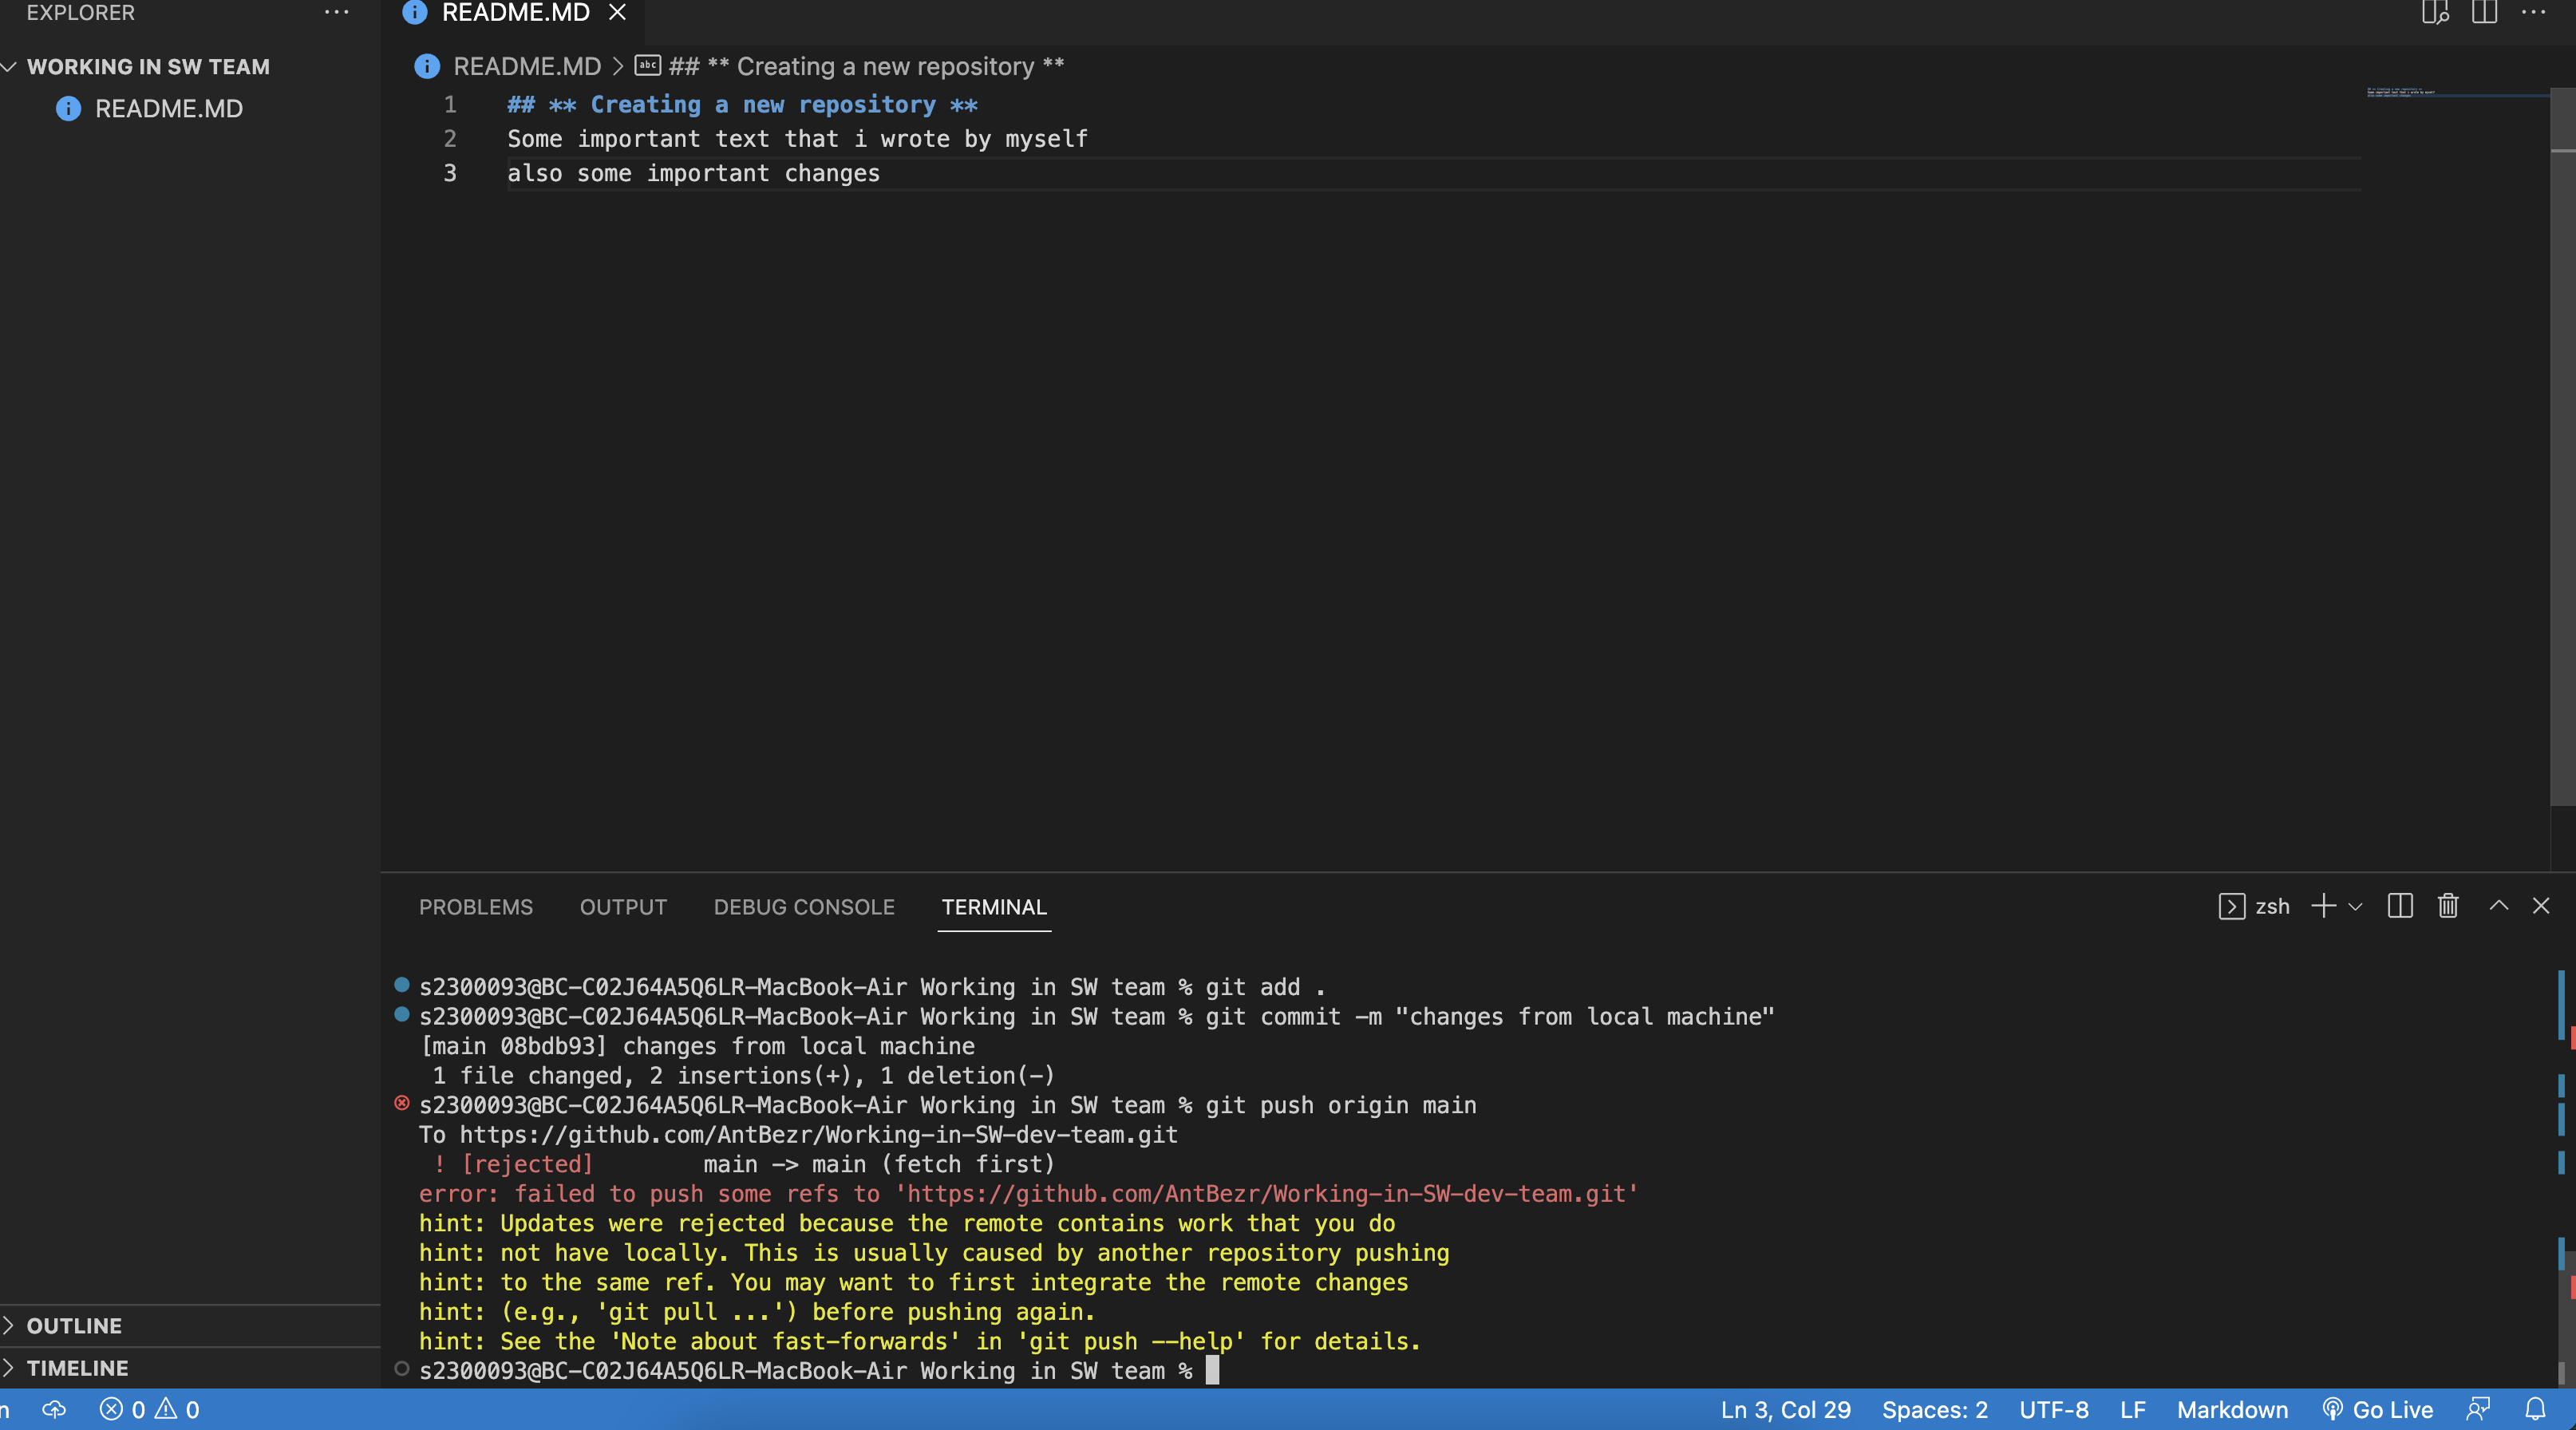 EXPLORER
README.MD
WORKING IN SW TEAM
README.MD
README.MD > ## ** Creating a new repository **
1 ## ** Creating a new repository **
2 Some important text that i wrote by myself
3 also some important changes
PROBLEMS OUTPUT DEBUG CONSOLE TERMINAL
zsh
s2300093@BC-C02J64A5Q6LR-MacBook-Air Working in SW team % git add .
s2300093@BC-C02J64A5Q6LR-MacBook-Air Working in SW team % git commit -m "changes from local machine"
[main 08bdb93] changes from local machine
1 file changed, 2 insertions(+), 1 deletion(-)
s2300093@BC-C02J64A5Q6LR-MacBook-Air Working in SW team % git push origin main
To https://github.com/AntBezr/Working-in-SW-dev-team.git
! [rejected] main -> main (fetch first)
error: failed to push some refs to 'https://github.com/AntBezr/Working-in-SW-dev-team.git'
hint: Updates were rejected because the remote contains work that you do
hint: not have locally. This is usually caused by another repository pushing
hint: to the same ref. You may want to first integrate the remote changes
hint: (e.g., 'git pull ...') before pushing again.
hint: See the 'Note about fast-forwards' in 'git push --help' for details.
s2300093@BC-C02J64A5Q6LR-MacBook-Air Working in SW team %
OUTLINE
TIMELINE
n 0 0 Ln 3, Col 29 Spaces: 2 UTF-8 LF Markdown Go Live